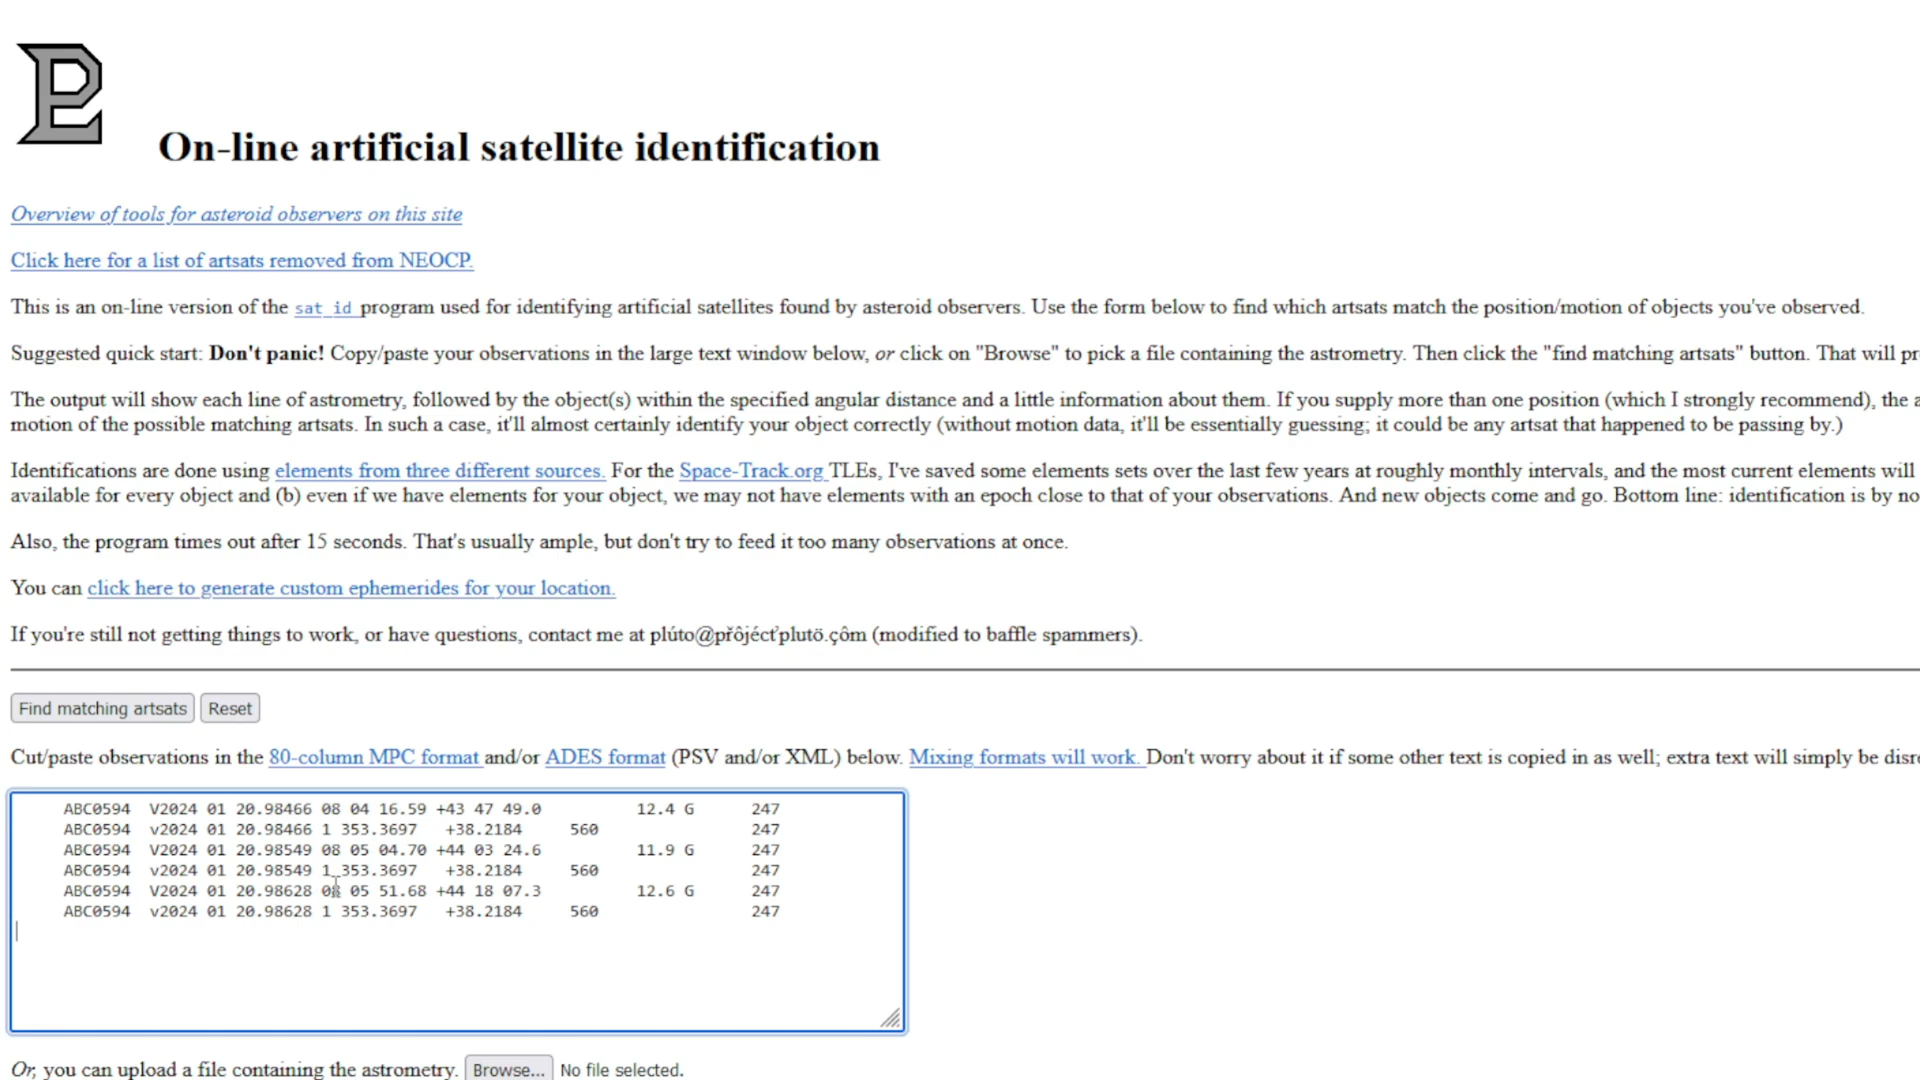 On-line artificial satellite identification
Overview of tools for asteroid observers on this site
Click here for a list of artsats removed from NEOCP.
This is an on-line version of the sat_id program used for identifying artificial satellites found by asteroid observers. Use the form below to find which artsats match the position/motion of objects you've observed.
Suggested quick start: Don't panic! Copy/paste your observations in the large text window below, or click on "Browse" to pick a file containing the astrometry. Then click the "find matching artsats" button. That will pr
The output will show each line of astrometry, followed by the object(s) within the specified angular distance and a little information about them. If you supply more than one position (which I strongly recommend), the a
motion of the possible matching artsats. In such a case, it'll almost certainly identify your object correctly (without motion data, it'll be essentially guessing; it could be any artsat that happened to be passing by.)
Identifications are done using elements from three different sources. For the Space-Track.org TLEs, I've saved some elements sets over the last few years at roughly monthly intervals, and the most current elements will
available for every object and (b) even if we have elements for your object, we may not have elements with an epoch close to that of your observations. And new objects come and go. Bottom line: identification is by no
Also, the program times out after 15 seconds. That's usually ample, but don't try to feed it too many observations at once.
You can click here to generate custom ephemerides for your location.
If you're still not getting things to work, or have questions, contact me at plúto@přôjéct'plutö.çôm (modified to baffle spammers).
Find matching artsats Reset
Cut/paste observations in the 80-column MPC format and/or ADES format (PSV and/or XML) below. Mixing formats will work. Don't worry about it if some other text is copied in as well; extra text will simply be disre
ABC0594 V2024 01 20.98466 08 04 16.59 +43 47 49.0 12.4 G 247
ABC0594 v2024 01 20.98466 1 353.3697 +38.2184 560 247
ABC0594 V2024 01 20.98549 08 05 04.70 +44 03 24.6 11.9 G 247
ABC0594 v2024 01 20.98549 1 353.3697 +38.2184 560 247
ABC0594 V2024 01 20.98628 08 05 51.68 +44 18 07.3 12.6 G 247
ABC0594 v2024 01 20.98628 1 353.3697 +38.2184 560 247
Or, you can upload a file containing the astrometry. Browse... No file selected.